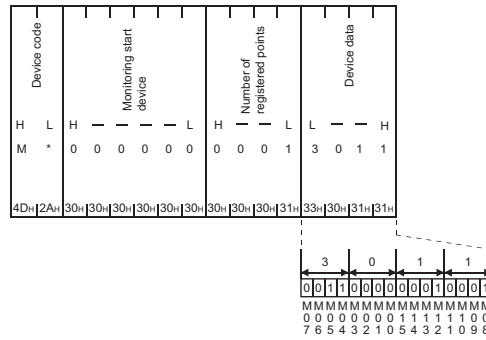 Device code
Monitoring start
device
Number of
registered points
Device data
H L H — — — — L H — — L L — — H
M * 0 0 0 0 0 0 0 0 0 1 3 0 1 1
4DH 2AH 30H 30H 30H 30H 30H 30H 30H 30H 30H 31H 33H 30H 31H 31H
3 0 1 1
0 0 1 1 0 0 0 0 0 0 0 1 0 0 0 1
M M M M M M M M M M M M M M M M
0 0 0 0 0 0 0 0 1 1 1 1 1 1 0 0
7 6 5 4 3 2 1 0 5 4 3 2 1 0 9 8